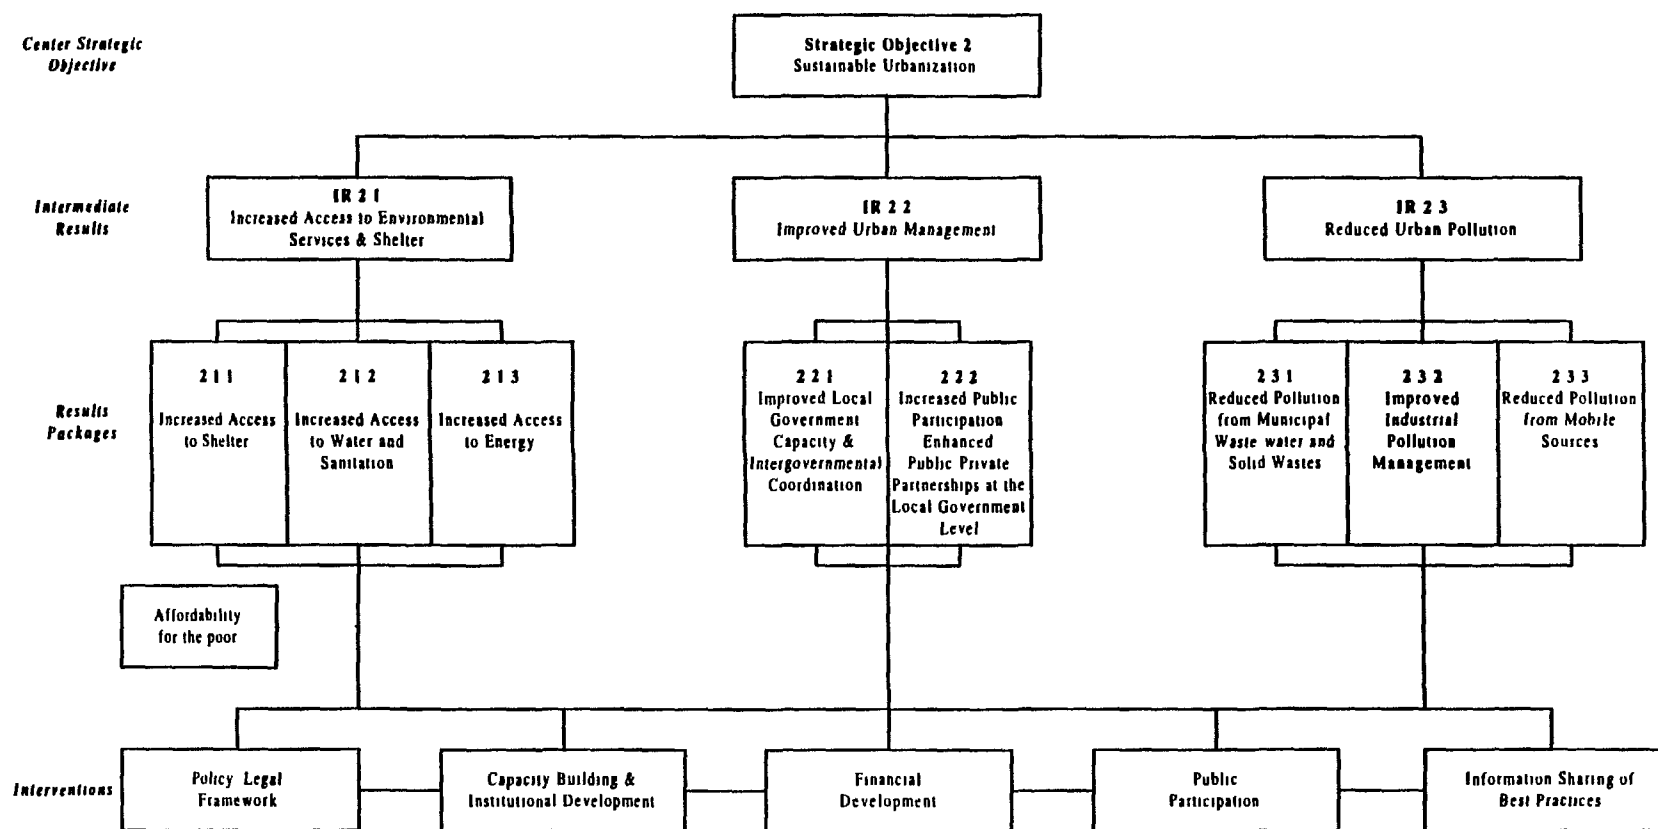 Center Strategic
Objective
Strategic Objective 2
Sustainable Urbanization
Intermediate
Results
IR 2 1
Increased Access to Environmental
Services & Shelter
IR 2 2
Improved Urban Management
IR 2 3
Reduced Urban Pollution
Results
Packages
2 1 1
Increased Access
to Shelter
2 1 2
Increased Access
to Water and
Sanitation
2 1 3
Increased Access
to Energy
2 2 1
Improved Local
Government
Capacity &
Intergovernmental
Coordination
2 2 2
Increased Public
Participation
Enhanced
Public Private
Partnerships at the
Local Government
Level
2 3 1
Reduced Pollution
from Municipal
Waste water and
Solid Wastes
2 3 2
Improved
Industrial
Pollution
Management
2 3 3
Reduced Pollution
from Mobile
Sources
Affordability
for the poor
Interventions
Policy Legal
Framework
Capacity Building &
Institutional Development
Financial
Development
Public
Participation
Information Sharing of
Best Practices